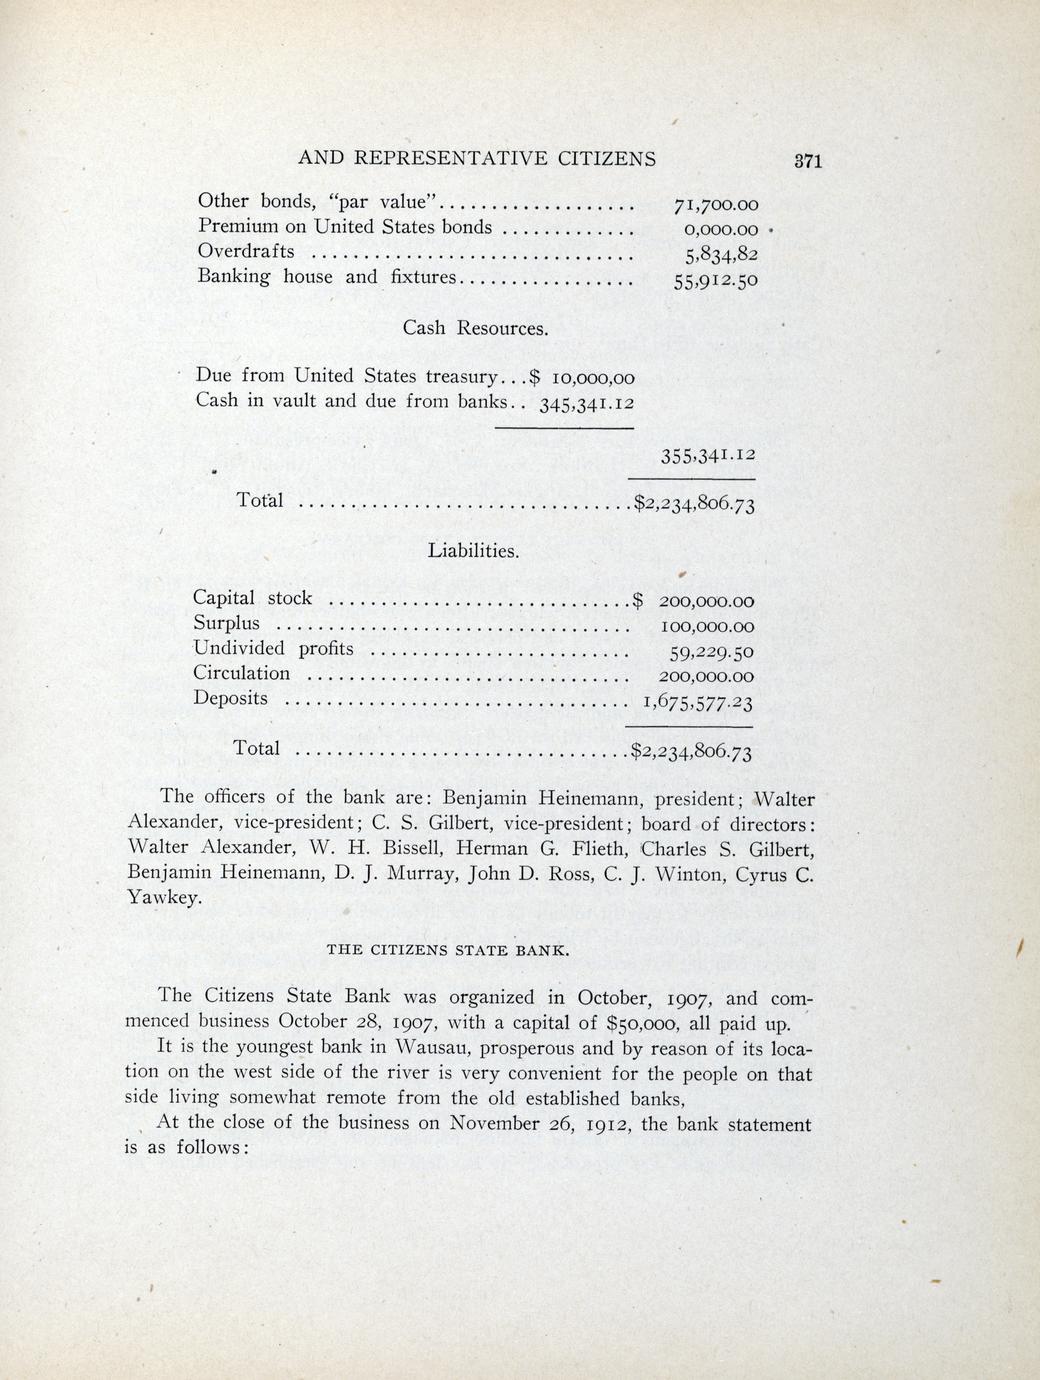 AND REPRESENTATIVE CITIZENS 371
Other bonds, “par value”................... 71,700.00
Premium on United States bonds ............. 0,000.00
Overdrafts ............................... 5,834,82
Banking house and fixtures................. 55,912.50
Cash Resources.
Due from United States treasury...$ 10,000,00
Cash in vault and due from banks.. 345,341.12
355,341.12
Total ................................$2,234,806.73
Liabilities.
Capital stock .............................$ 200,000.00
Surplus .................................. 100,000.00
Undivided profits ......................... 59,229.50
Circulation ............................... 200,000.00
Deposits ................................. 1,675,577.23
Total ................................$2,234,806.73
The officers of the bank are: Benjamin Heinemann, president; Walter
Alexander, vice-president; C. S. Gilbert, vice-president; board of directors:
Walter Alexander, W. H. Bissell, Herman G. Flieth, Charles S. Gilbert,
Benjamin Heinemann, D. J. Murray, John D. Ross, C. J. Winton, Cyrus C.
Yawkey.
THE CITIZENS STATE BANK.
The Citizens State Bank was organized in October, 1907, and com-
menced business October 28, 1907, with a capital of $50,000, all paid up.
It is the youngest bank in Wausau, prosperous and by reason of its loca-
tion on the west side of the river is very convenient for the people on that
side living somewhat remote from the old established banks,
At the close of the business on November 26, 1912, the bank statement
is as follows: